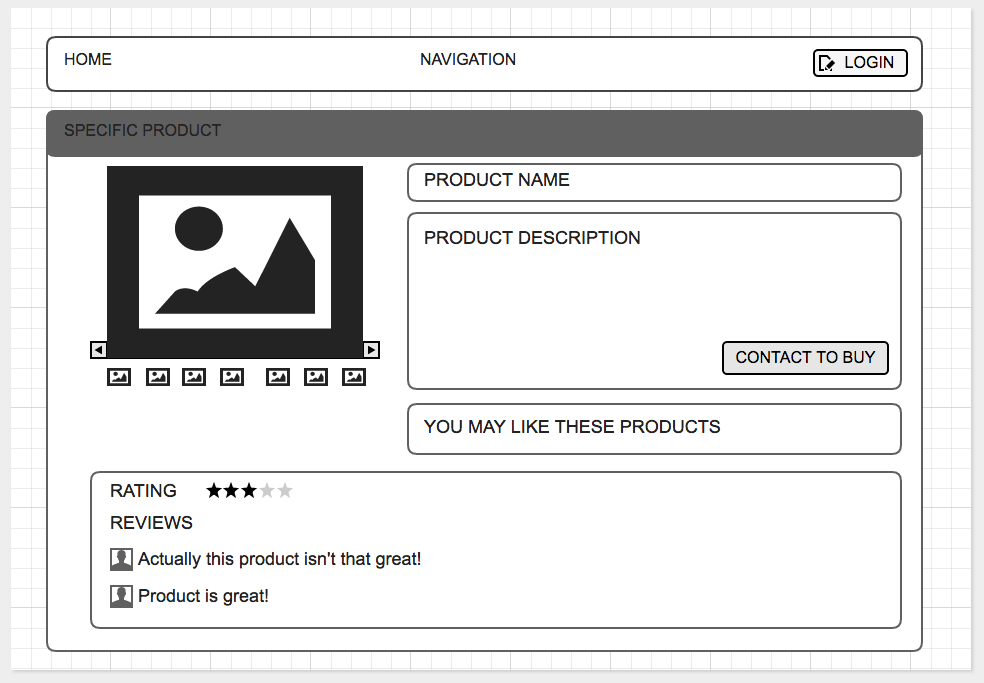 HOME
NAVIGATION
LOGIN
SPECIFIC PRODUCT
PRODUCT NAME
PRODUCT DESCRIPTION
CONTACT TO BUY
YOU MAY LIKE THESE PRODUCTS
RATING
REVIEWS
Actually this product isn't that great!
Product is great!